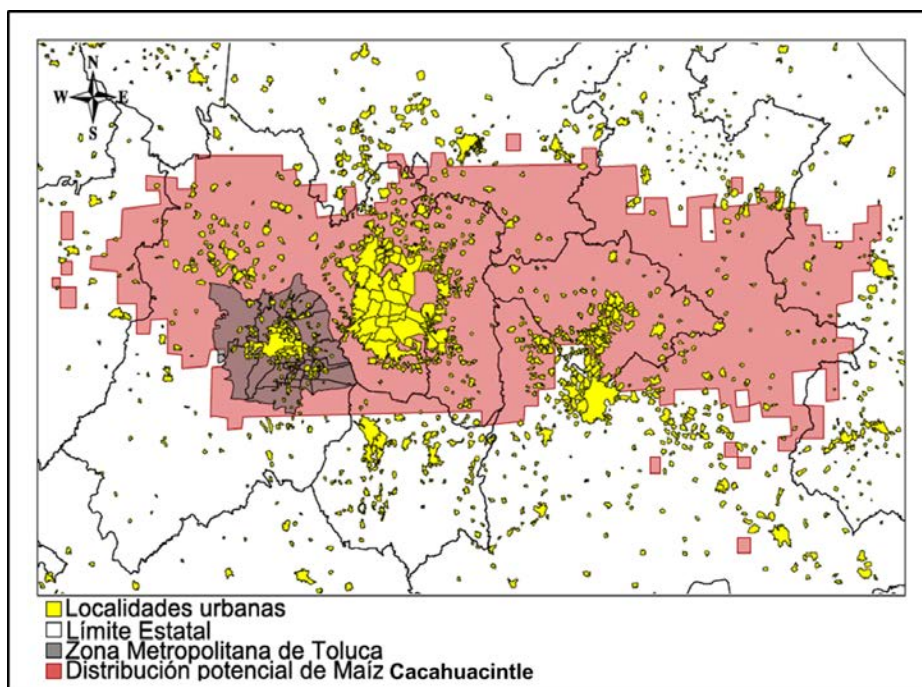 N
W E
S
Localidades urbanas
Límite Estatal
Zona Metropolitana de Toluca
Distribución potencial de Maíz Cacahuacintle